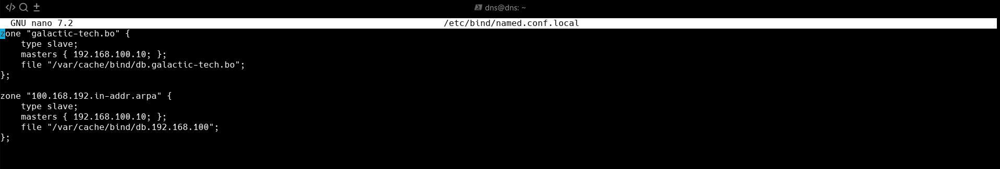 dns@dns: ~
GNU nano 7.2 /etc/bind/named.conf.local
zone "galactic-tech.bo" {
    type slave;
    masters { 192.168.100.10; };
    file "/var/cache/bind/db.galactic-tech.bo";
};

zone "100.168.192.in-addr.arpa" {
    type slave;
    masters { 192.168.100.10; };
    file "/var/cache/bind/db.192.168.100";
};